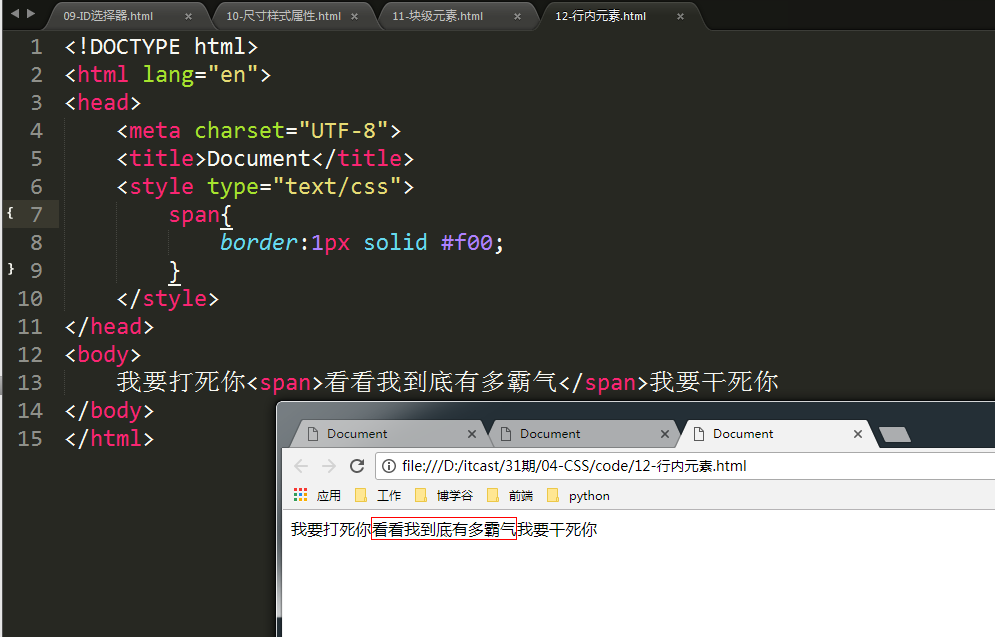 09-ID选择器.html × 10-尺寸样式属性.html × 11-块级元素.html × 12-行内元素.html ×
1 <!DOCTYPE html>
2 <html lang="en">
3 <head>
4 <meta charset="UTF-8">
5 <title>Document</title>
6 <style type="text/css">
{ 7 span{
8 border:1px solid #f00;
} 9 }
10 </style>
11 </head>
12 <body>
13 我要打死你<span>看看我到底有多霸气</span>我要干死你
14 </body>
15 </html>
Document × Document × Document ×
file:///D:/itcast/31期/04-CSS/code/12-行内元素.html
应用 工作 博学谷 前端 python
我要打死你看看我到底有多霸气我要干死你